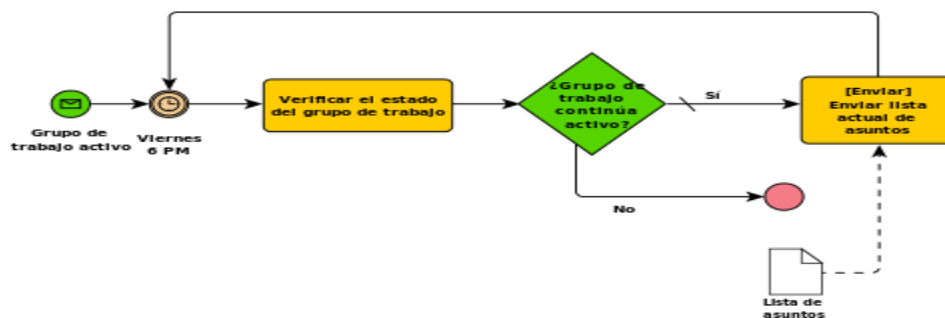 Grupo de
trabajo activo
Viernes
6 PM
Verificar el estado
del grupo de trabajo
¿Grupo de
trabajo
continúa
activo?
Sí
No
[Enviar]
Enviar lista
actual de
asuntos
Lista de
asuntos